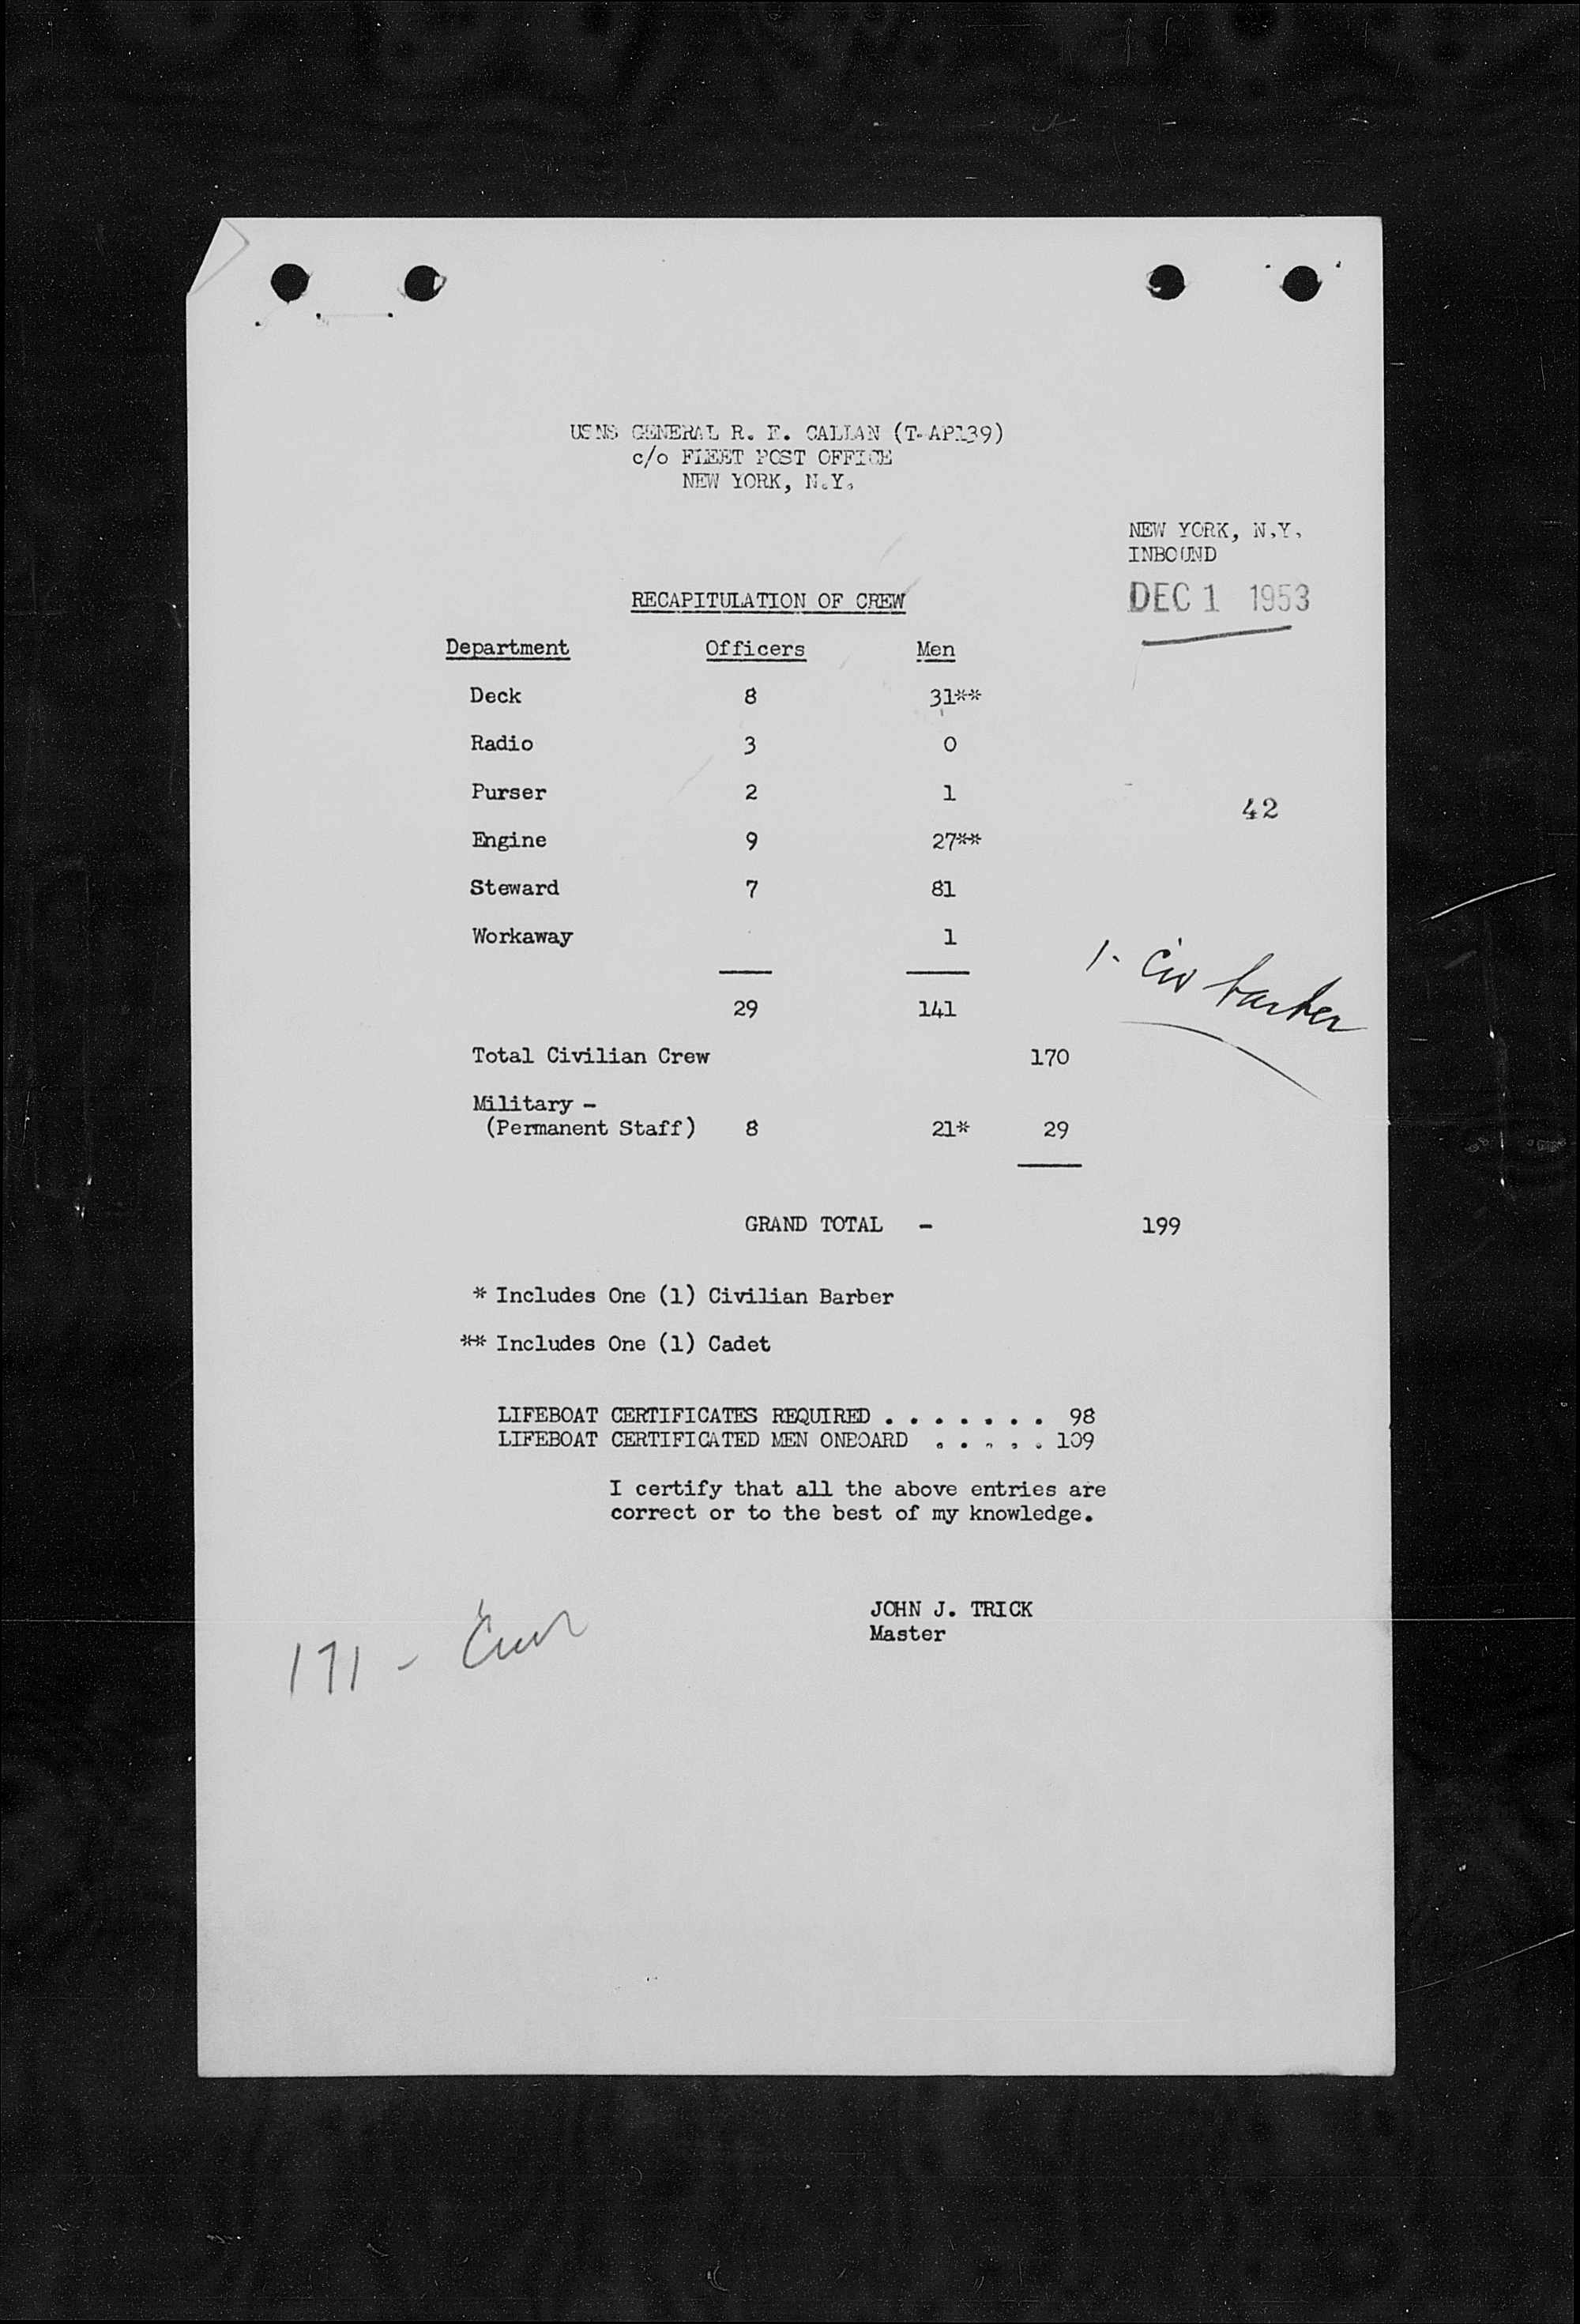 USNS GENERAL R. E. CALLAN (T-AP139)
c/o FLEET POST OFFICE
NEW YORK, N.Y.
NEW YORK, N.Y.
INBOUND
DEC 1 1953
RECAPITULATION OF CREW
Department Officers Men
Deck 8 31**
Radio 3 0
Purser 2 1
42
Engine 9 27**
Steward 7 81
Workaway 1
1- Civ barber
29 141
Total Civilian Crew 170
Military -
(Permanent Staff) 8 21* 29
GRAND TOTAL - 199
* Includes One (1) Civilian Barber
** Includes One (1) Cadet
LIFEBOAT CERTIFICATES REQUIRED . . . . . . . 98
LIFEBOAT CERTIFICATED MEN ONBOARD . . . . . 109
I certify that all the above entries are
correct or to the best of my knowledge.
JOHN J. TRICK
Master
171 - Crew